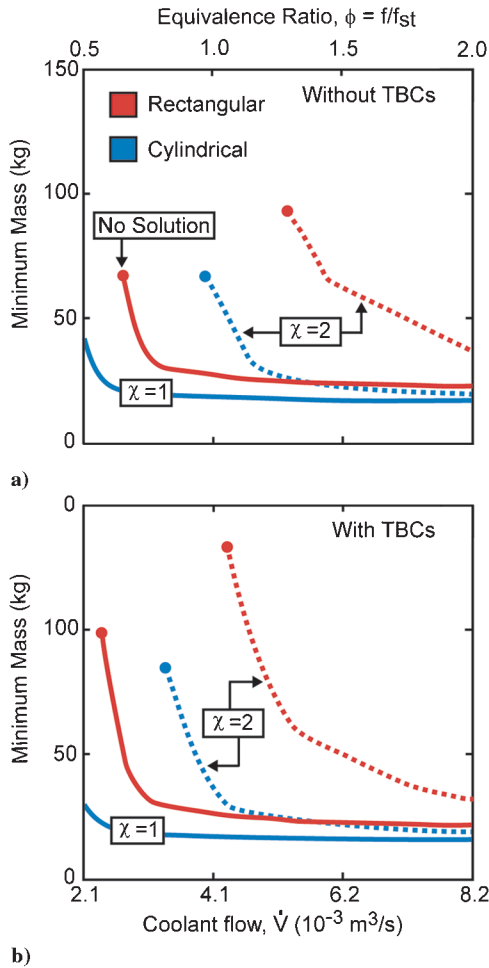 Equivalence Ratio, ϕ = f/fst
0.5 1.0 1.5 2.0
150
Without TBCs
Rectangular
Cylindrical
Minimum Mass (kg)
100
No Solution
50
χ=2
χ=1
0
a)
0
With TBCs
Minimum Mass (kg)
100
χ=2
50
χ=1
0
2.1 4.1 6.2 8.2
Coolant flow, V̇ (10⁻³ m³/s)
b)